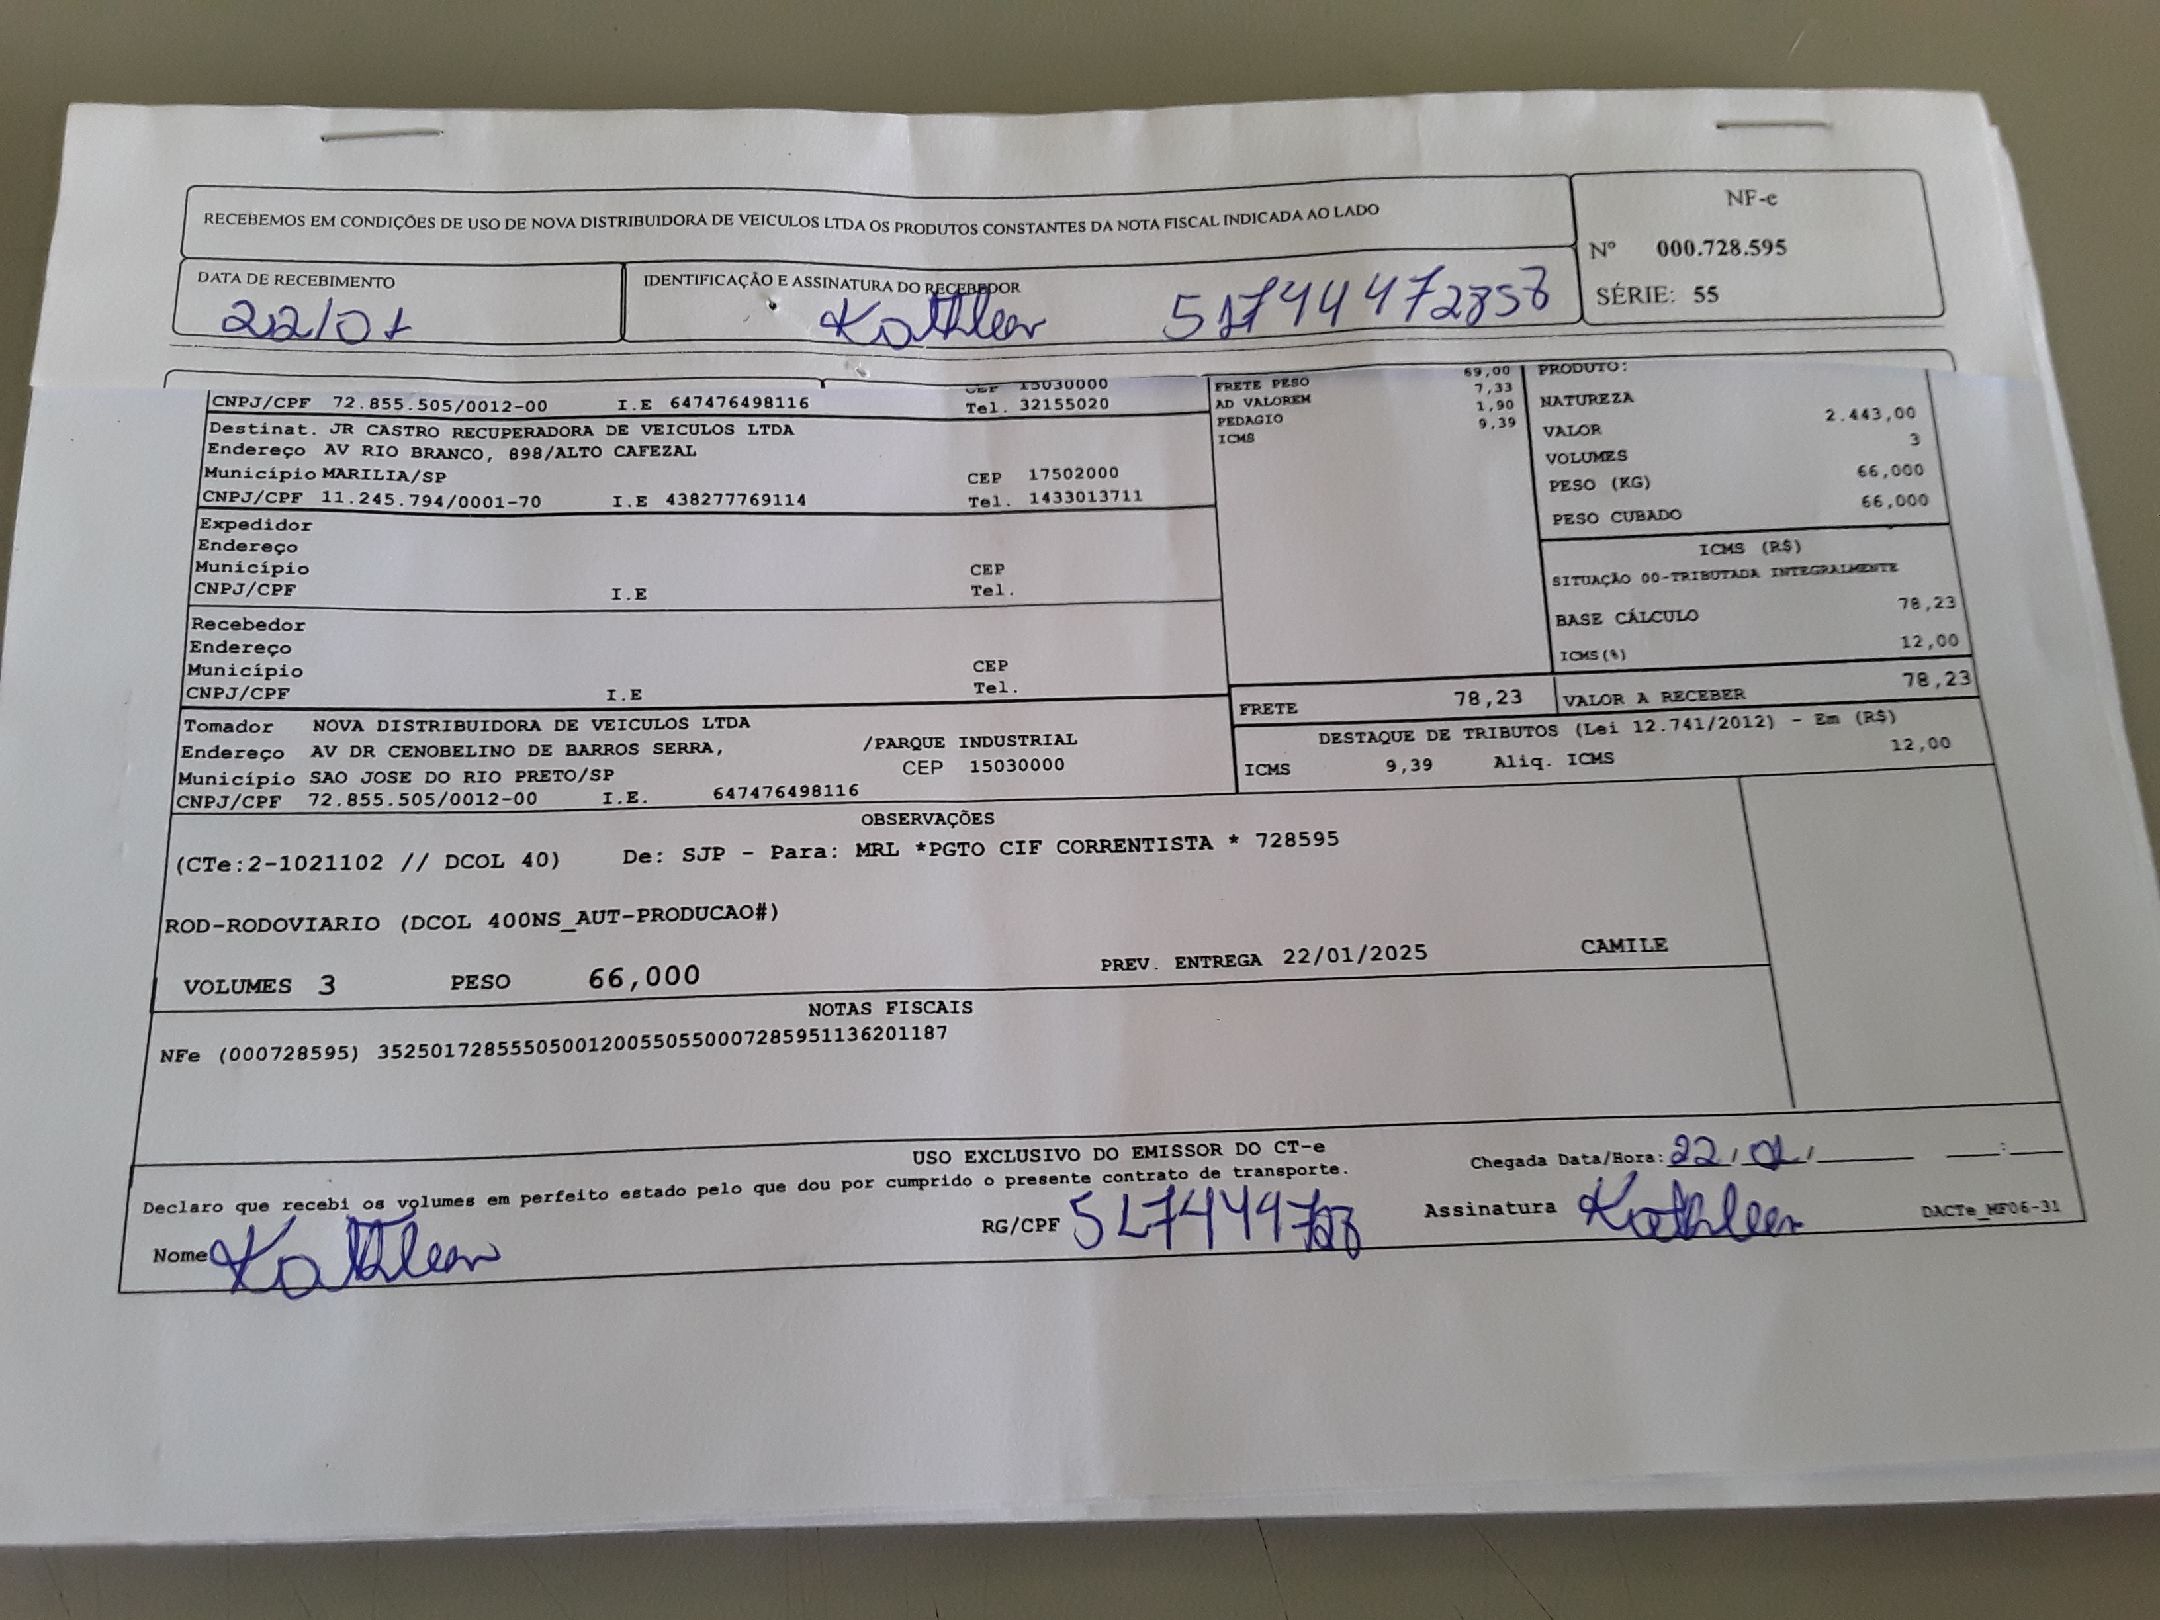 RECEBEMOS EM CONDIÇÕES DE USO DE NOVA DISTRIBUIDORA DE VEICULOS LTDA OS PRODUTOS CONSTANTES DA NOTA FISCAL INDICADA AO LADO
NF-e
Nº 000.728.595
SÉRIE: 55
DATA DE RECEBIMENTO
22/01
IDENTIFICAÇÃO E ASSINATURA DO RECEBEDOR
Kathleen
CEP 15030000
CNPJ/CPF 72.855.505/0012-00 I.E 647476498116 Tel. 32155020
Destinat. JR CASTRO RECUPERADORA DE VEICULOS LTDA
Endereço AV RIO BRANCO, 898/ALTO CAFEZAL
Município MARILIA/SP CEP 17502000
CNPJ/CPF 11.245.794/0001-70 I.E 438277769114 Tel. 1433013711
Expedidor
Endereço
Município CEP
CNPJ/CPF I.E Tel.
Recebedor
Endereço
Município CEP
CNPJ/CPF I.E Tel.
Tomador NOVA DISTRIBUIDORA DE VEICULOS LTDA
Endereço AV DR CENOBELINO DE BARROS SERRA, /PARQUE INDUSTRIAL
Município SAO JOSE DO RIO PRETO/SP CEP 15030000
CNPJ/CPF 72.855.505/0012-00 I.E. 647476498116
FRETE PESO 69,00
AD VALOREM 7,33
PEDAGIO 1,90
ICMS 9,39
PRODUTO:
NATUREZA
VALOR 2.443,00
VOLUMES 3
PESO (KG) 66,000
PESO CUBADO 66,000
ICMS (R$)
SITUAÇÃO 00-TRIBUTADA INTEGRALMENTE
BASE CÁLCULO 78,23
ICMS(%) 12,00
FRETE 78,23
VALOR A RECEBER 78,23
DESTAQUE DE TRIBUTOS (Lei 12.741/2012) - Em (R$)
ICMS 9,39 Aliq. ICMS 12,00
OBSERVAÇÕES
(CTe:2-1021102 // DCOL 40) De: SJP - Para: MRL *PGTO CIF CORRENTISTA * 728595
ROD-RODOVIARIO (DCOL 400NS_AUT-PRODUCAO#)
VOLUMES 3 PESO 66,000 PREV. ENTREGA 22/01/2025 CAMILE
NOTAS FISCAIS
NFe (000728595) 35250172855505001200550550007285951136201187
USO EXCLUSIVO DO EMISSOR DO CT-e
Declaro que recebi os volumes em perfeito estado pelo que dou por cumprido o presente contrato de transporte.
Chegada Data/Hora: 22/01/ :
Nome Kathleen
RG/CPF
Assinatura Kathleen
DACTe_MF06-31